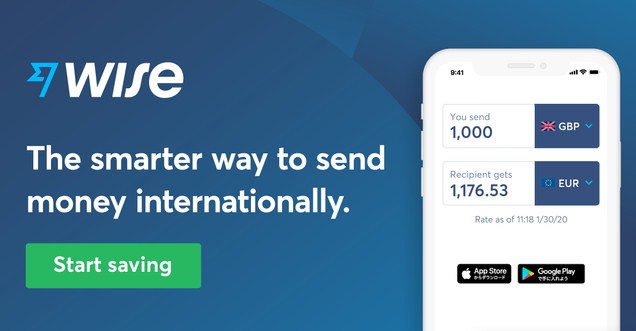 wise
The smarter way to send
money internationally.
Start saving
9:41
You send
1,000
GBP
Recipient gets
1,176.53
EUR
Rate as of 11:18 1/30/20
App Store
からダウンロード
Google Play
で手に入れよう